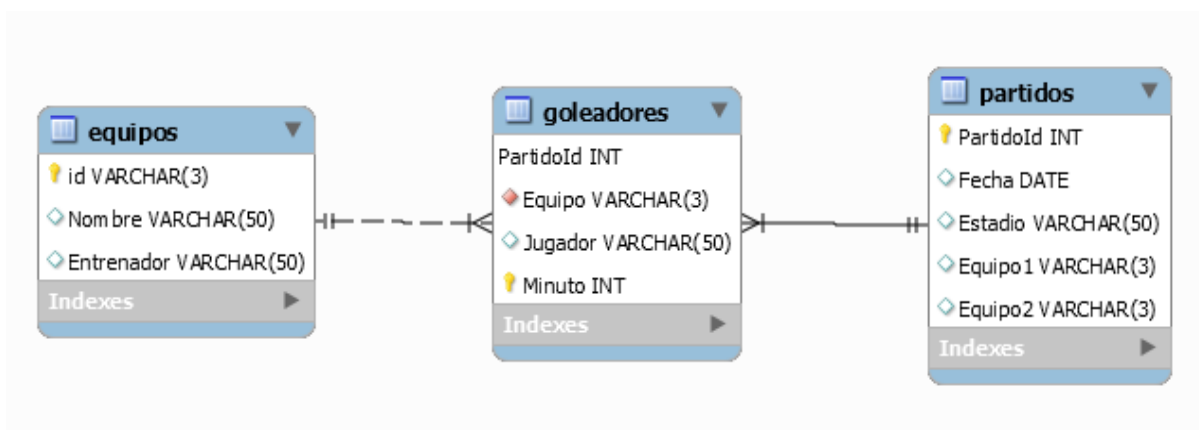 equipos
id VARCHAR(3)
Nombre VARCHAR(50)
Entrenador VARCHAR(50)
Indexes
goleadores
PartidoId INT
Equipo VARCHAR(3)
Jugador VARCHAR(50)
Minuto INT
Indexes
partidos
PartidoId INT
Fecha DATE
Estadio VARCHAR(50)
Equipo1 VARCHAR(3)
Equipo2 VARCHAR(3)
Indexes